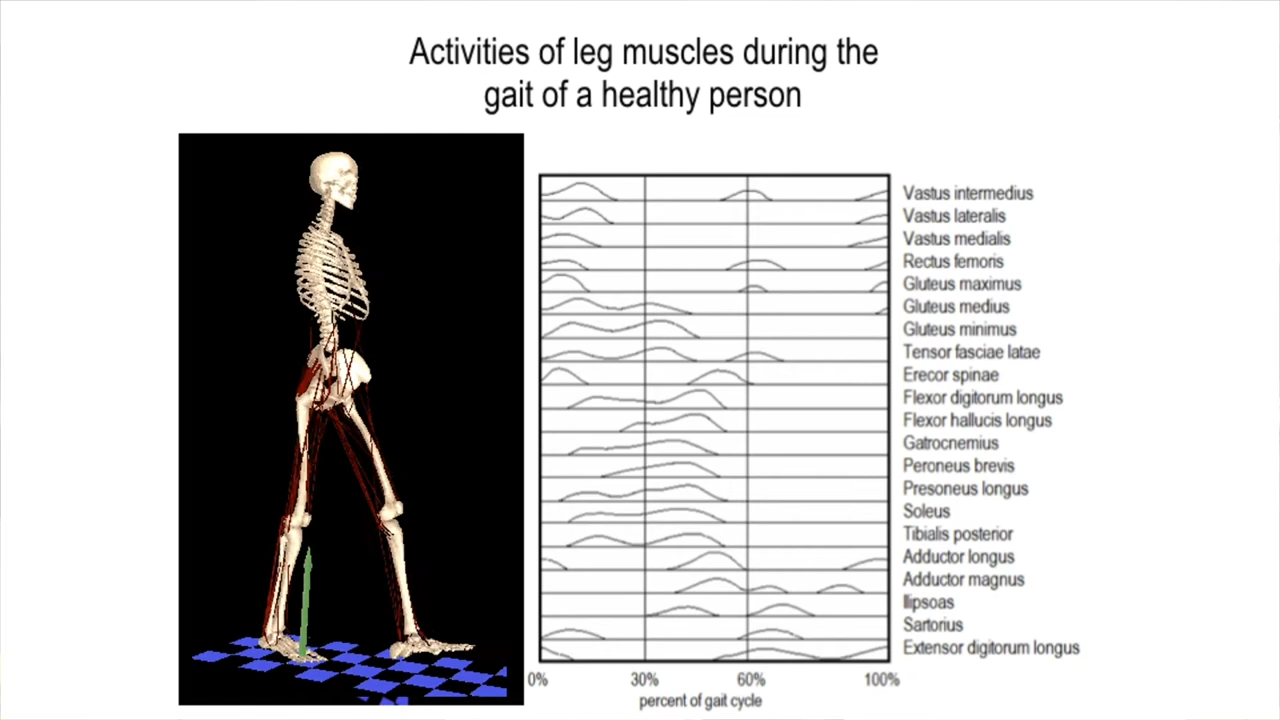 Activities of leg muscles during the
gait of a healthy person
Vastus intermedius
Vastus lateralis
Vastus medialis
Rectus femoris
Gluteus maximus
Gluteus medius
Gluteus minimus
Tensor fasciae latae
Erecor spinae
Flexor digitorum longus
Flexor hallucis longus
Gatrocnemius
Peroneus brevis
Presoneus longus
Soleus
Tibialis posterior
Adductor longus
Adductor magnus
Ilipsoas
Sartorius
Extensor digitorum longus
0% 30% 60% 100%
percent of gait cycle